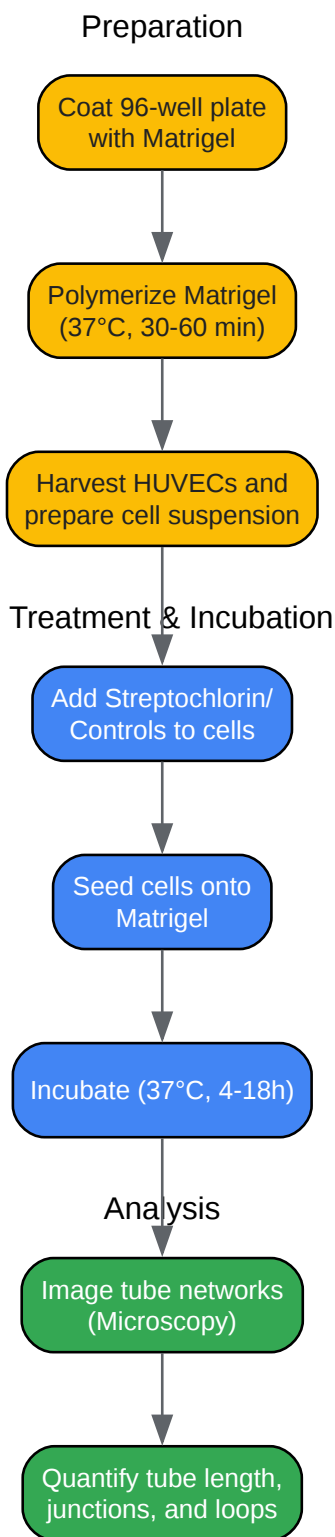 Preparation
Coat 96-well plate
with Matrigel
Polymerize Matrigel
(37°C, 30-60 min)
Harvest HUVECs and
prepare cell suspension
Treatment & Incubation
Add Streptochlorin/
Controls to cells
Seed cells onto
Matrigel
Incubate (37°C, 4-18h)
Analysis
Image tube networks
(Microscopy)
Quantify tube length,
junctions, and loops